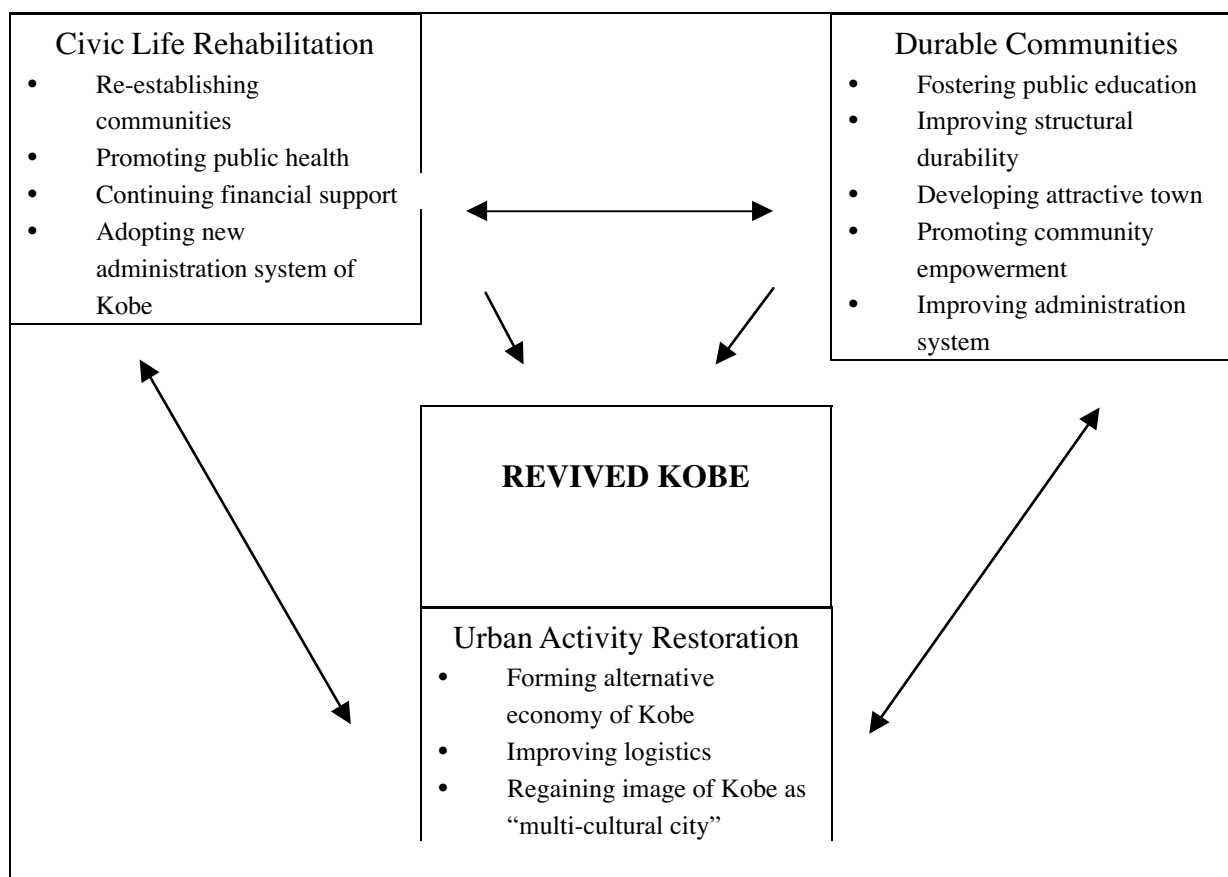 Civic Life Rehabilitation
• Re-establishing
communities
• Promoting public health
• Continuing financial support
• Adopting new
administration system of
Kobe
Durable Communities
• Fostering public education
• Improving structural
durability
• Developing attractive town
• Promoting community
empowerment
• Improving administration
system
REVIVED KOBE
Urban Activity Restoration
• Forming alternative
economy of Kobe
• Improving logistics
• Regaining image of Kobe as
“multi-cultural city”